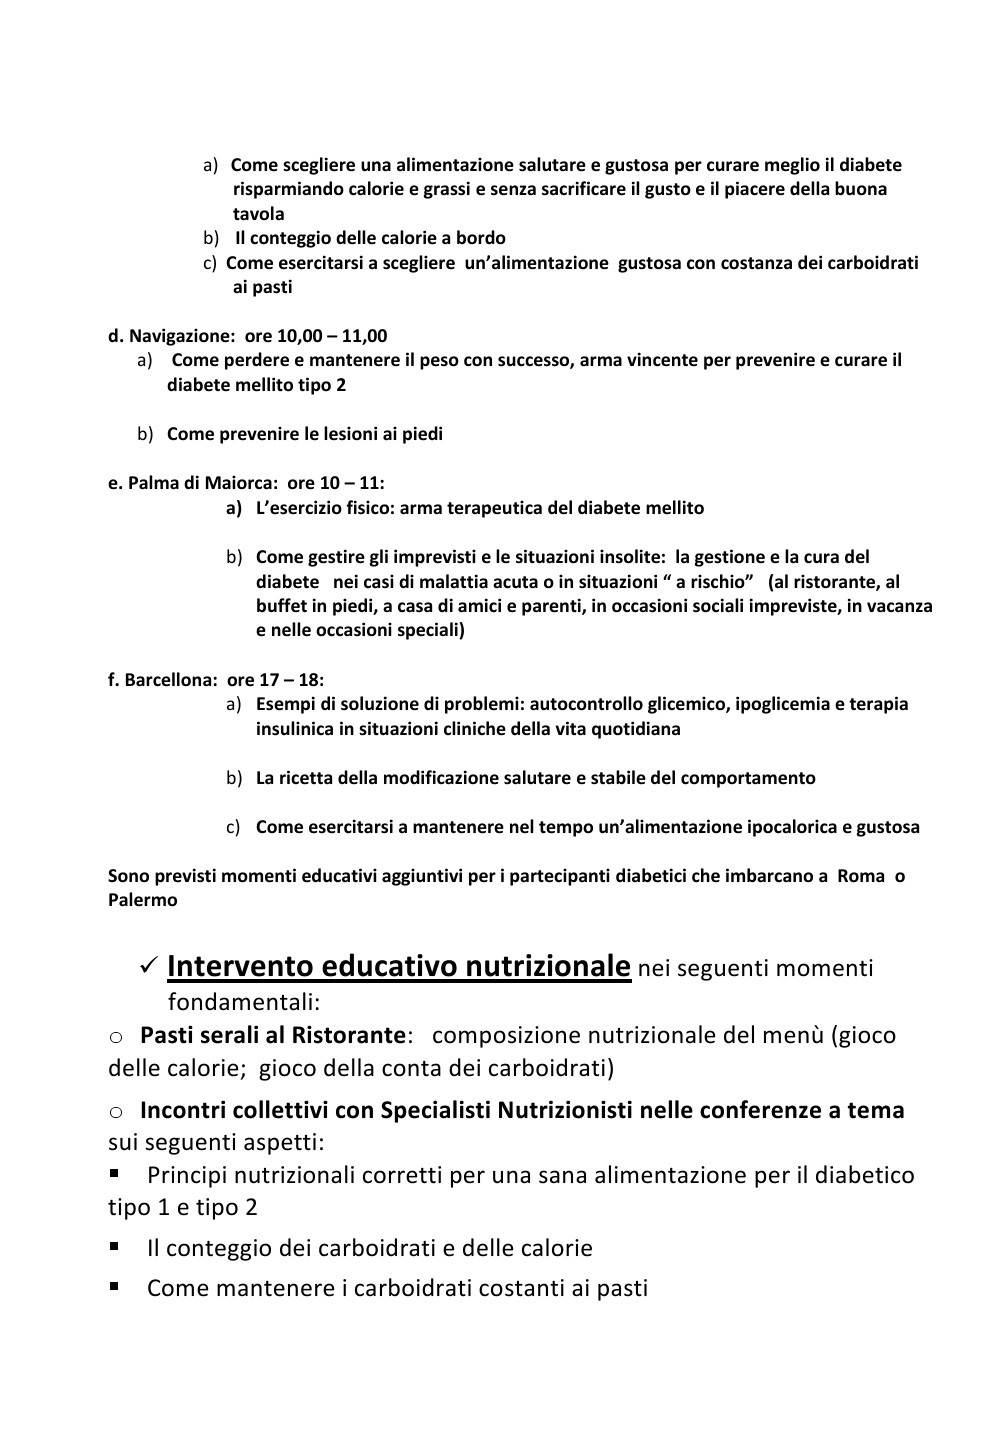 a) Come scegliere una alimentazione salutare e gustosa per curare meglio il diabete
risparmiando calorie e grassi e senza sacrificare il gusto e il piacere della buona
tavola
b) Il conteggio delle calorie a bordo
c) Come esercitarsi a scegliere un’alimentazione gustosa con costanza dei carboidrati
ai pasti
d. Navigazione: ore 10,00 – 11,00
a) Come perdere e mantenere il peso con successo, arma vincente per prevenire e curare il
diabete mellito tipo 2
b) Come prevenire le lesioni ai piedi
e. Palma di Maiorca: ore 10 – 11:
a) L’esercizio fisico: arma terapeutica del diabete mellito
b) Come gestire gli imprevisti e le situazioni insolite: la gestione e la cura del
diabete nei casi di malattia acuta o in situazioni “ a rischio” (al ristorante, al
buffet in piedi, a casa di amici e parenti, in occasioni sociali impreviste, in vacanza
e nelle occasioni speciali)
f. Barcellona: ore 17 – 18:
a) Esempi di soluzione di problemi: autocontrollo glicemico, ipoglicemia e terapia
insulinica in situazioni cliniche della vita quotidiana
b) La ricetta della modificazione salutare e stabile del comportamento
c) Come esercitarsi a mantenere nel tempo un’alimentazione ipocalorica e gustosa
Sono previsti momenti educativi aggiuntivi per i partecipanti diabetici che imbarcano a Roma o
Palermo
✓ Intervento educativo nutrizionale nei seguenti momenti
fondamentali:
o Pasti serali al Ristorante: composizione nutrizionale del menù (gioco
delle calorie; gioco della conta dei carboidrati)
o Incontri collettivi con Specialisti Nutrizionisti nelle conferenze a tema
sui seguenti aspetti:
▪ Principi nutrizionali corretti per una sana alimentazione per il diabetico
tipo 1 e tipo 2
▪ Il conteggio dei carboidrati e delle calorie
▪ Come mantenere i carboidrati costanti ai pasti